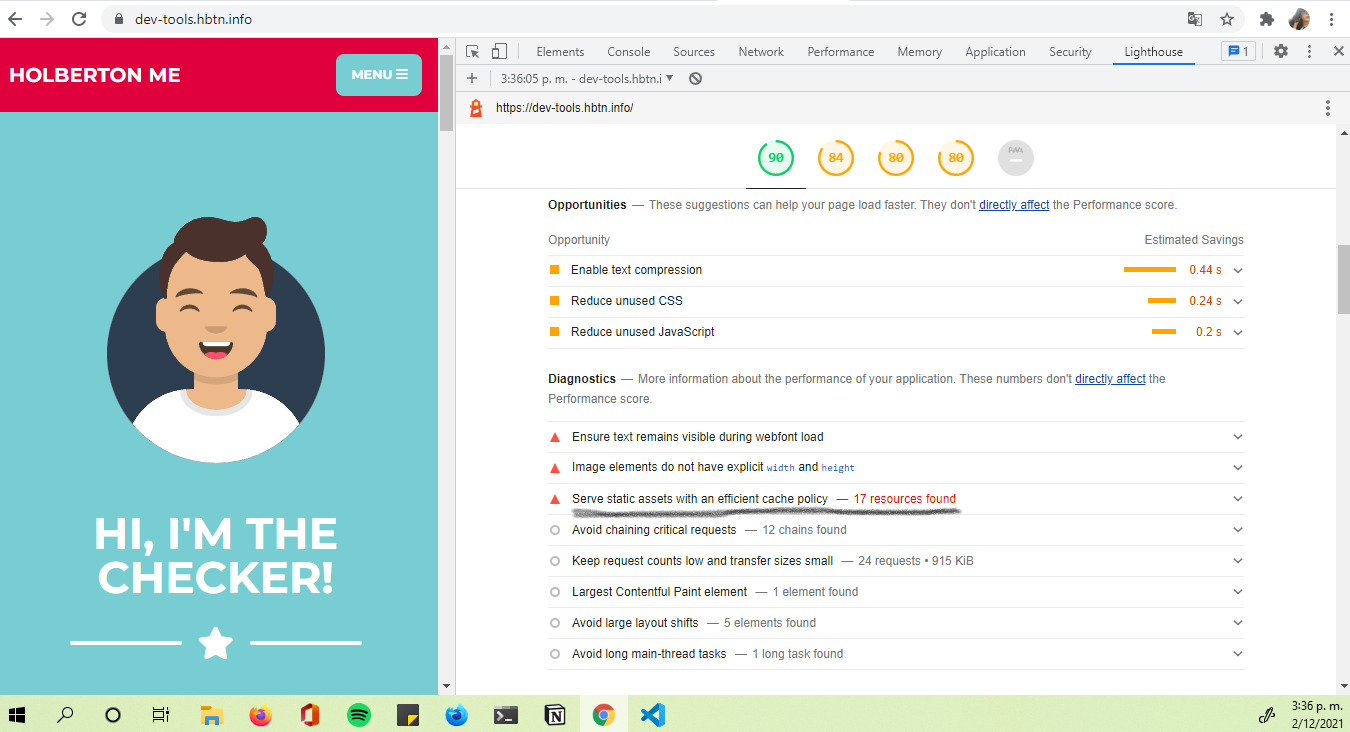 dev-tools.hbtn.info
HOLBERTON ME
MENU
HI, I'M THE
CHECKER!
Elements Console Sources Network Performance Memory Application Security Lighthouse 1
3:36:05 p. m. - dev-tools.hbtn.i
https://dev-tools.hbtn.info/
90 84 80 80 PWA
Opportunities — These suggestions can help your page load faster. They don't directly affect the Performance score.
Opportunity Estimated Savings
Enable text compression 0.44 s
Reduce unused CSS 0.24 s
Reduce unused JavaScript 0.2 s
Diagnostics — More information about the performance of your application. These numbers don't directly affect the
Performance score.
Ensure text remains visible during webfont load
Image elements do not have explicit width and height
Serve static assets with an efficient cache policy — 17 resources found
Avoid chaining critical requests — 12 chains found
Keep request counts low and transfer sizes small — 24 requests • 915 KiB
Largest Contentful Paint element — 1 element found
Avoid large layout shifts — 5 elements found
Avoid long main-thread tasks — 1 long task found
3:36 p. m.
2/12/2021